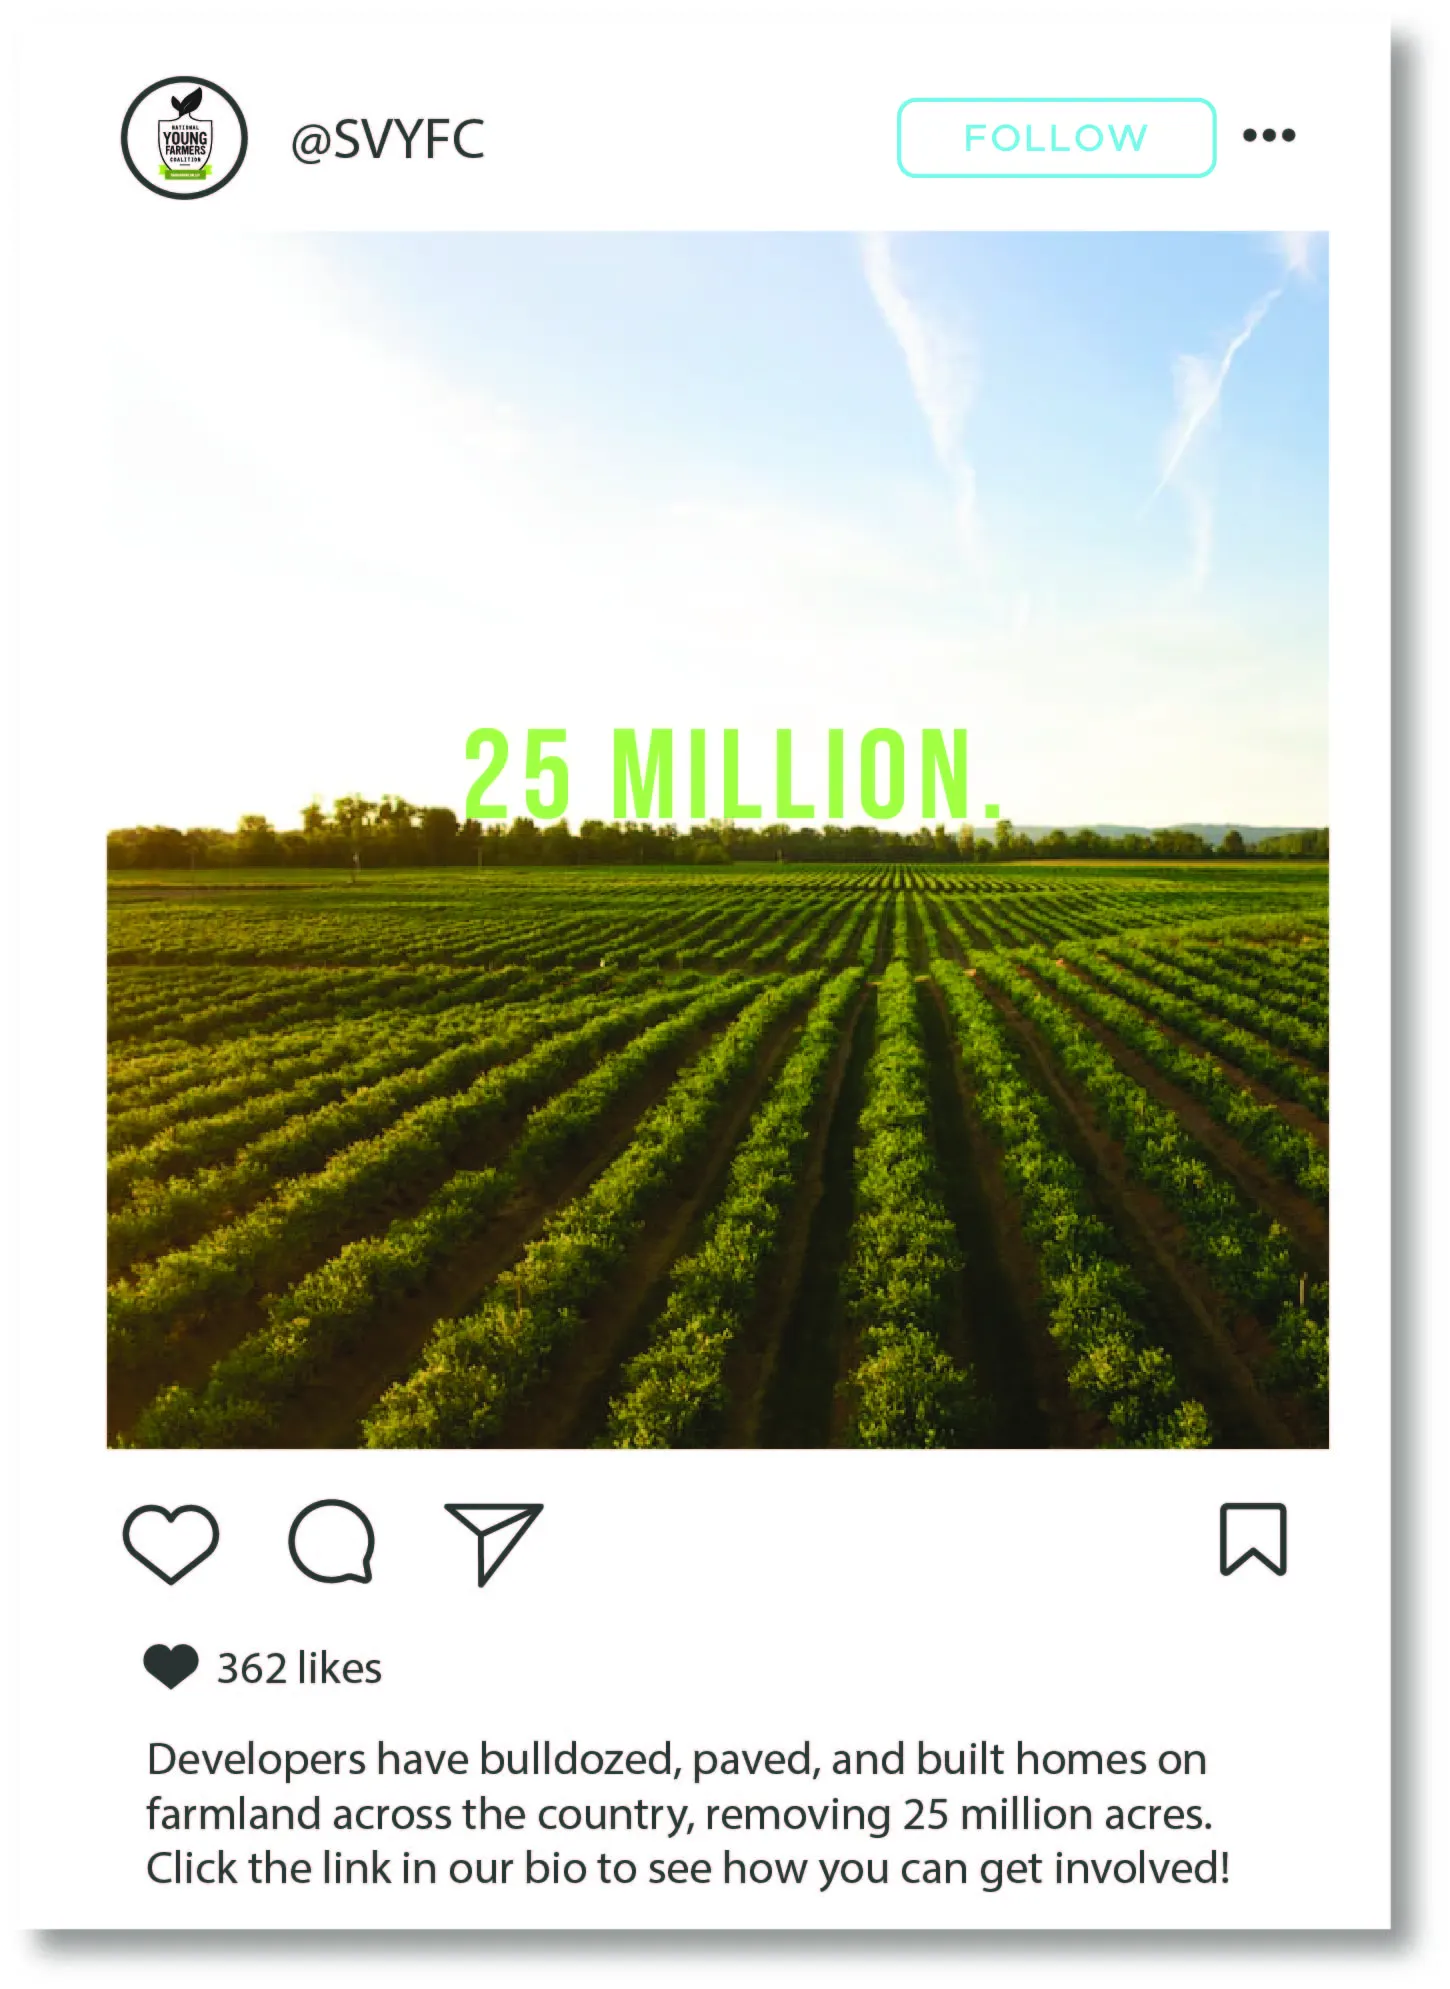 NATIONAL
YOUNG
FARMERS
COALITION
@SVYFC
FOLLOW
25 MILLION.
362 likes
Developers have bulldozed, paved, and built homes on
farmland across the country, removing 25 million acres.
Click the link in our bio to see how you can get involved!